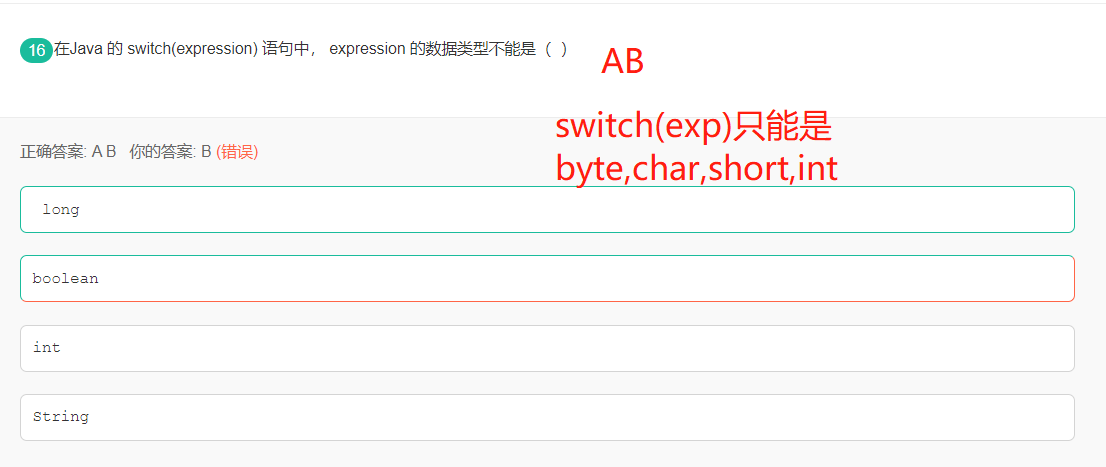 16 在Java 的 switch(expression) 语句中， expression 的数据类型不能是（ ）
AB
switch(exp)只能是
byte,char,short,int
正确答案: A B 你的答案: B (错误)
long
boolean
int
String